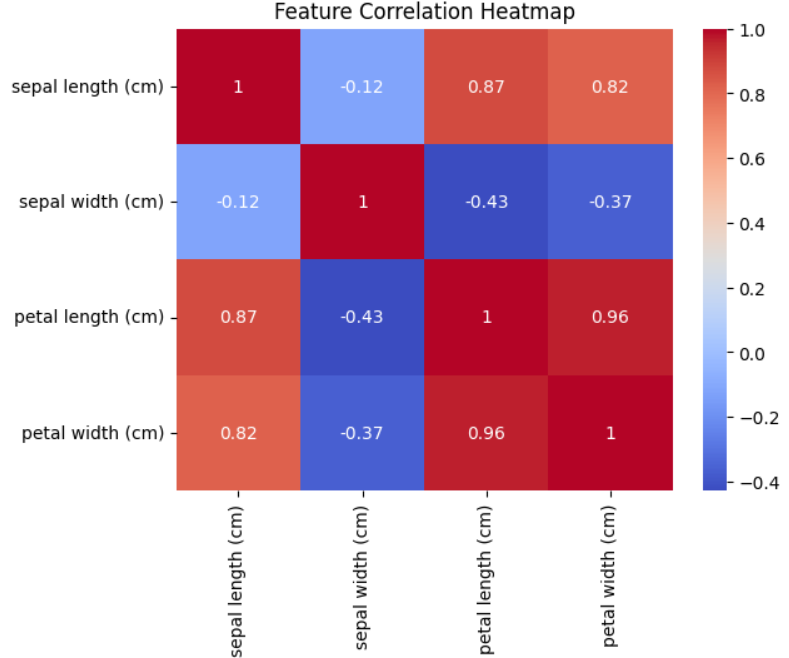 Feature Correlation Heatmap
sepal length (cm)
1
-0.12
0.87
0.82
sepal width (cm)
-0.12
1
-0.43
-0.37
petal length (cm)
0.87
-0.43
1
0.96
petal width (cm)
0.82
-0.37
0.96
1
sepal length (cm)
sepal width (cm)
petal length (cm)
petal width (cm)
1.0
0.8
0.6
0.4
0.2
0.0
−0.2
−0.4